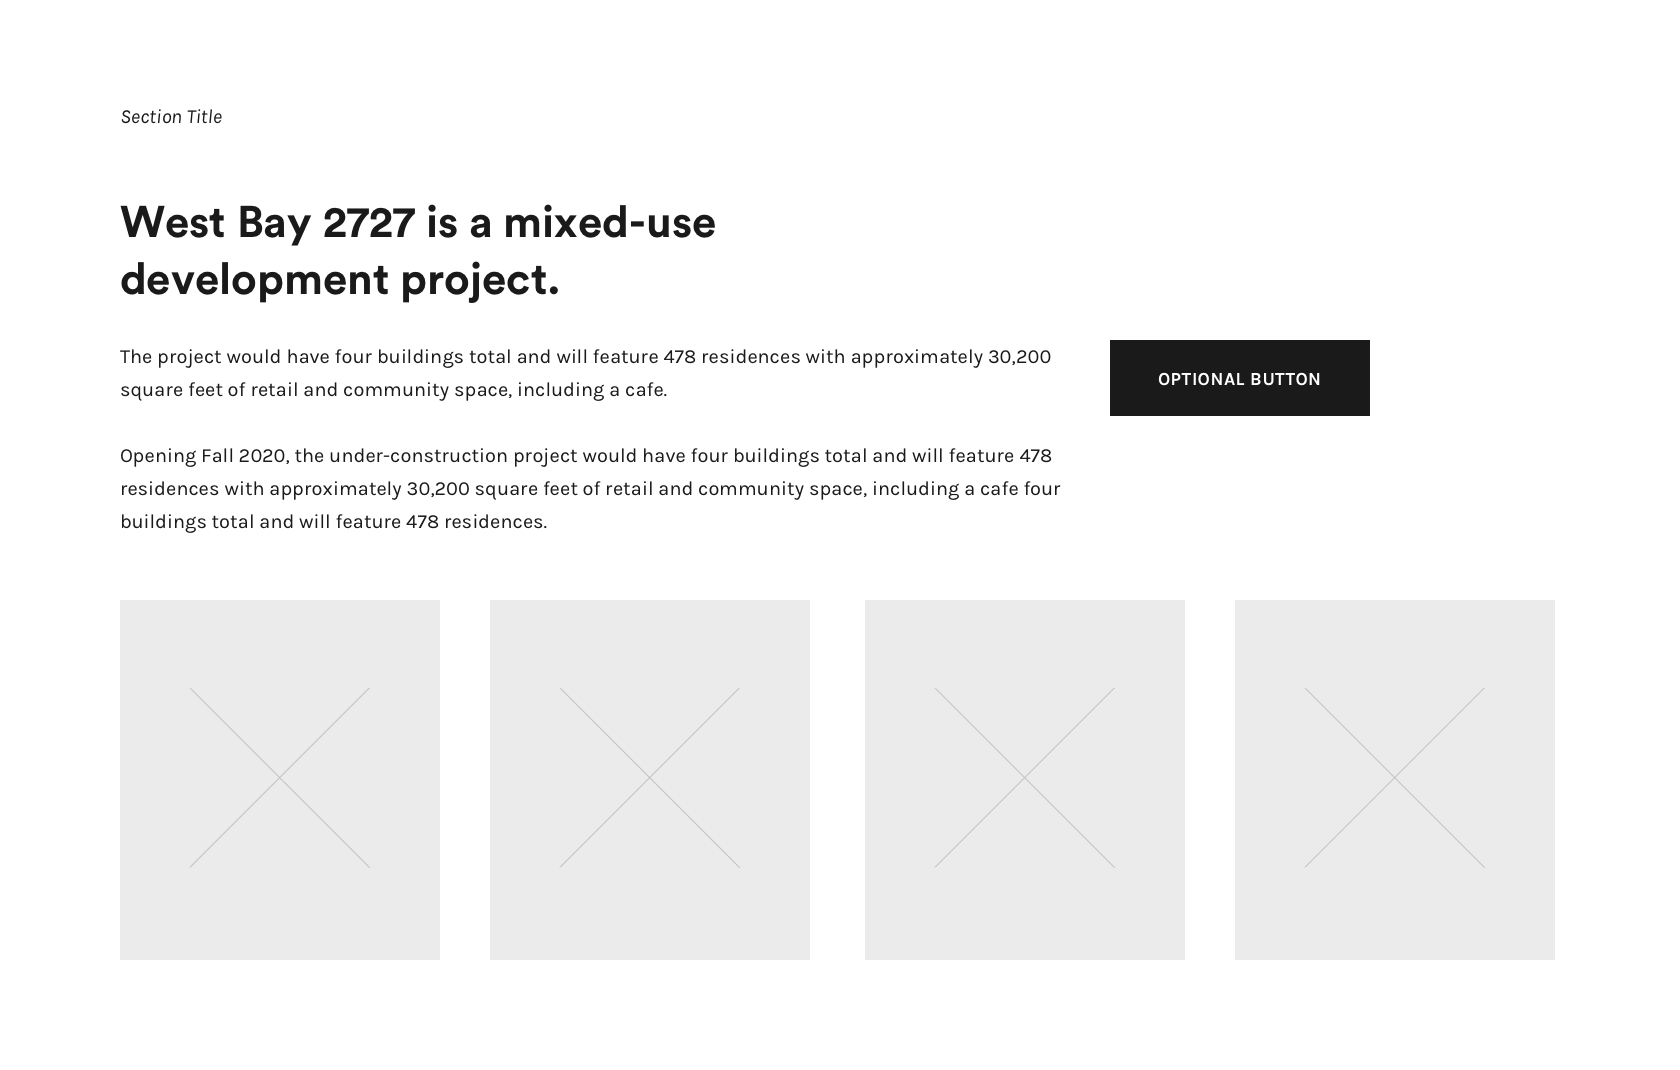 Section Title
West Bay 2727 is a mixed-use
development project.
The project would have four buildings total and will feature 478 residences with approximately 30,200
square feet of retail and community space, including a cafe.
OPTIONAL BUTTON
Opening Fall 2020, the under-construction project would have four buildings total and will feature 478
residences with approximately 30,200 square feet of retail and community space, including a cafe four
buildings total and will feature 478 residences.